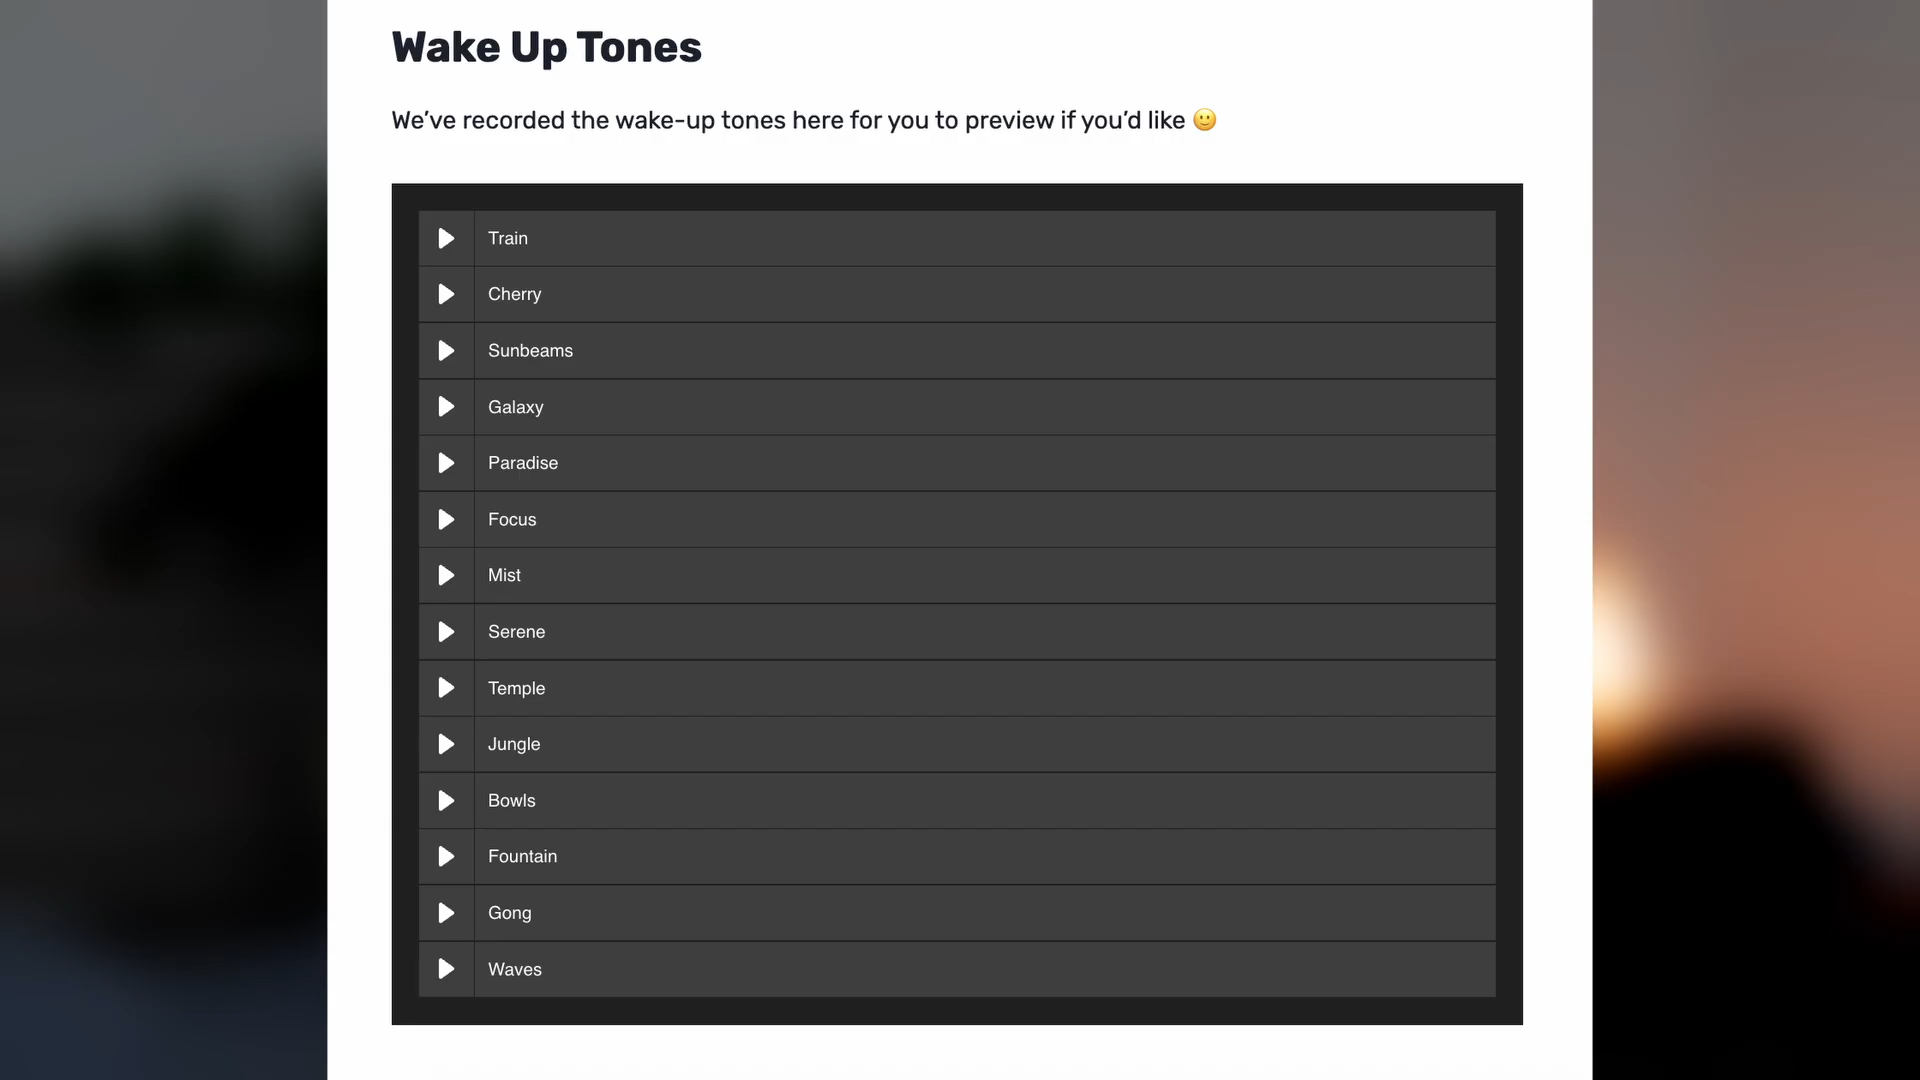 Wake Up Tones
We’ve recorded the wake-up tones here for you to preview if you’d like 🙂
Train
Cherry
Sunbeams
Galaxy
Paradise
Focus
Mist
Serene
Temple
Jungle
Bowls
Fountain
Gong
Waves